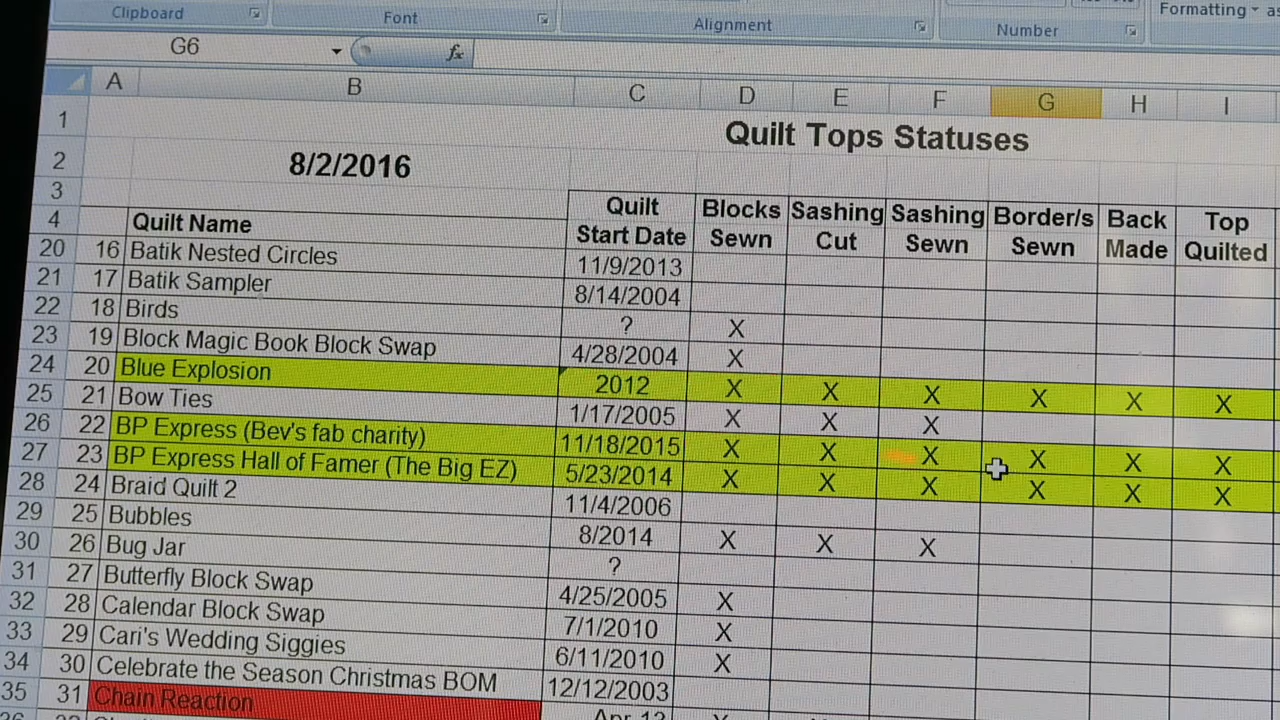 Clipboard Font Alignment Number Formatting
G6 fx
A B C D E F G H I
1 Quilt Tops Statuses
2 8/2/2016
3 Quilt Blocks Sashing Sashing Border/s Back Top
4 Quilt Name Start Date Sewn Cut Sewn Sewn Made Quilted
20 16 Batik Nested Circles 11/9/2013
21 17 Batik Sampler 8/14/2004
22 18 Birds ? X
23 19 Block Magic Book Block Swap 4/28/2004 X
24 20 Blue Explosion 2012 X X X X X X
25 21 Bow Ties 1/17/2005 X X X
26 22 BP Express (Bev's fab charity) 11/18/2015 X X X X X X
27 23 BP Express Hall of Famer (The Big EZ) 5/23/2014 X X X X X X
28 24 Braid Quilt 2 11/4/2006
29 25 Bubbles 8/2014 X X X
30 26 Bug Jar ?
31 27 Butterfly Block Swap 4/25/2005 X
32 28 Calendar Block Swap 7/1/2010 X
33 29 Cari's Wedding Siggies 6/11/2010 X
34 30 Celebrate the Season Christmas BOM 12/12/2003
35 31 Chain Reaction Apr 12 X